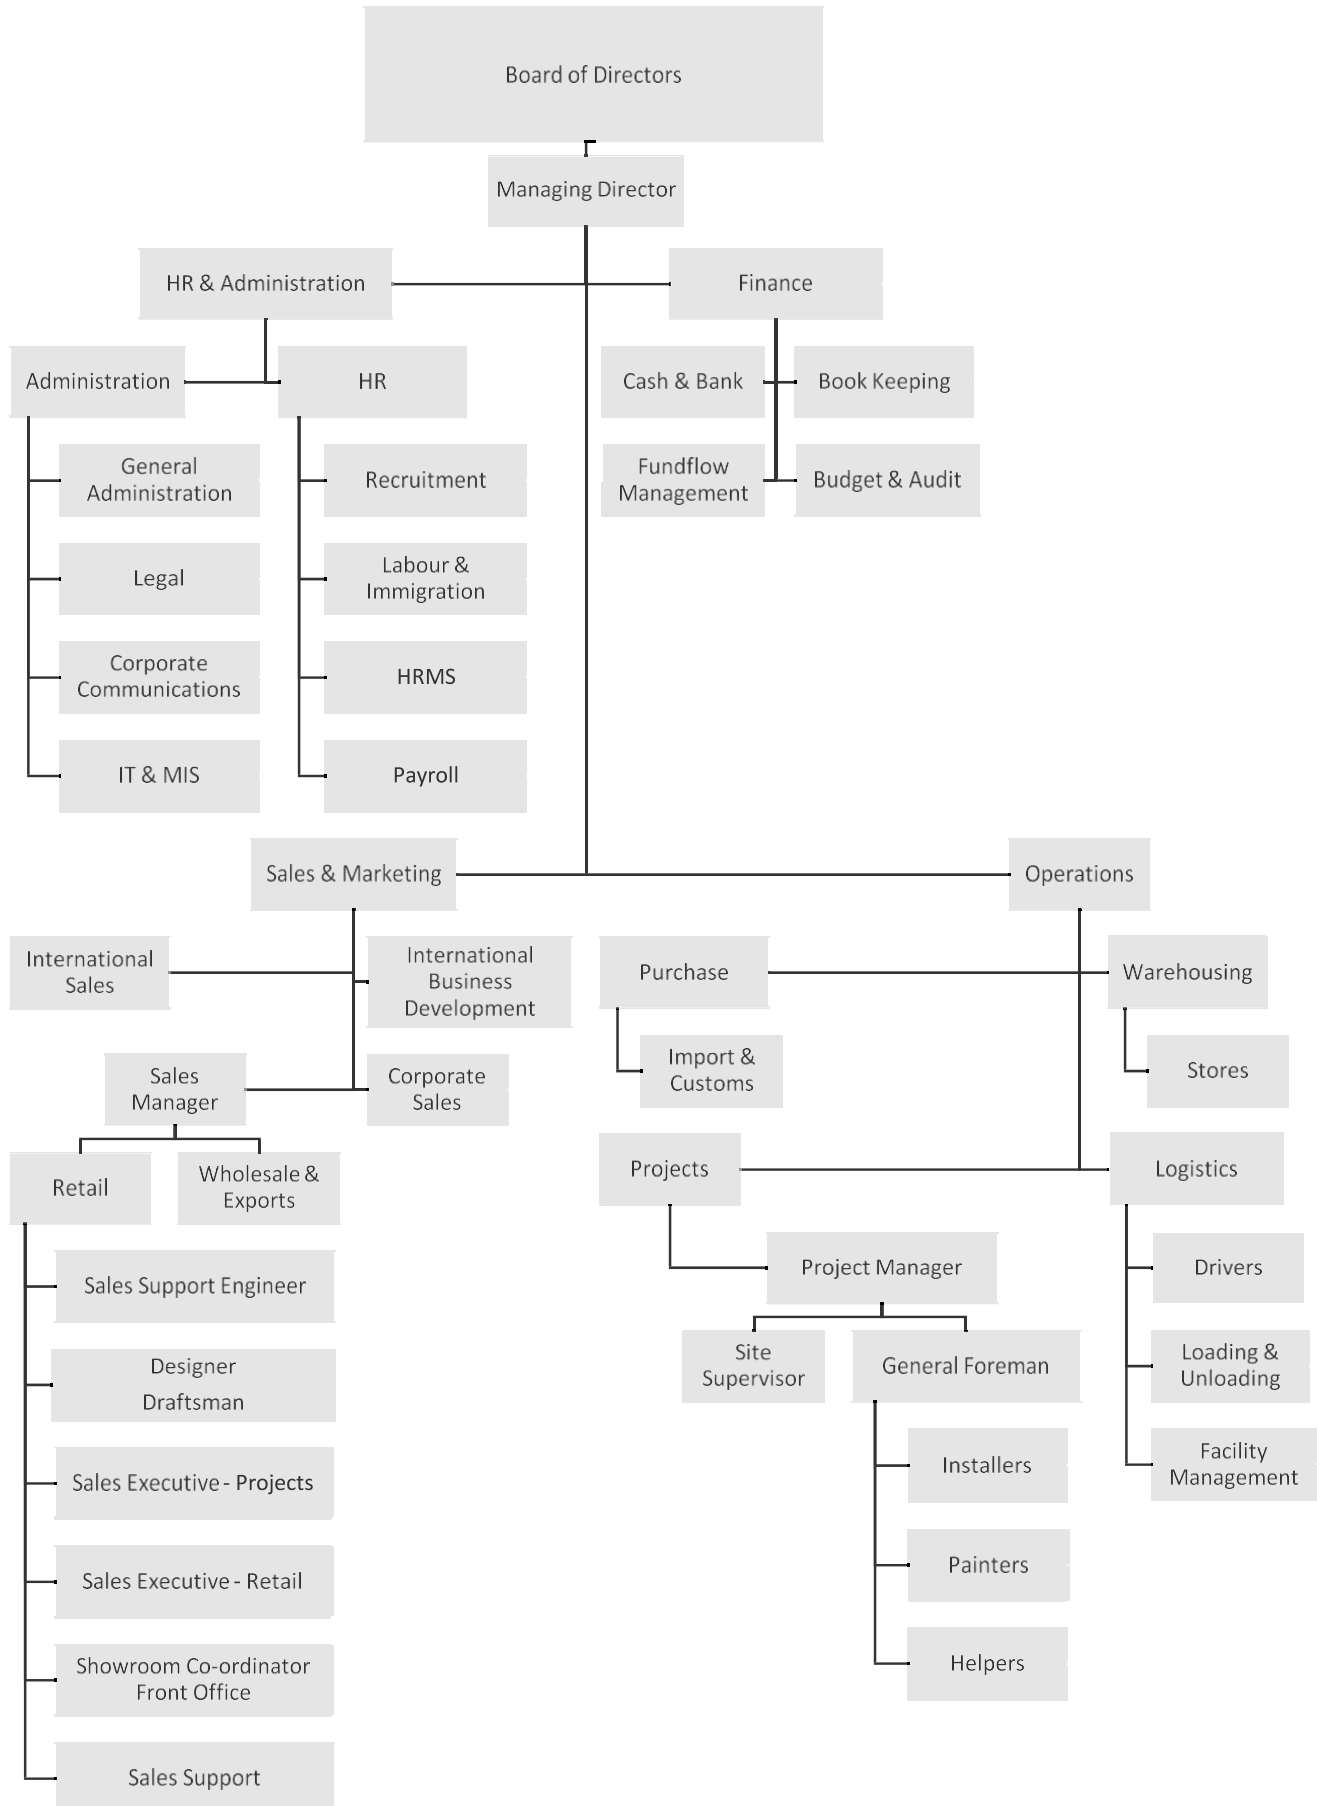 Board of Directors
Managing Director
HR & Administration
Finance
Administration
HR
Cash & Bank
Book Keeping
General
Administration
Recruitment
Fundflow
Management
Budget & Audit
Legal
Labour &
Immigration
Corporate
Communications
HRMS
IT & MIS
Payroll
Sales & Marketing
Operations
International
Sales
International
Business
Development
Purchase
Warehousing
Import &
Customs
Stores
Sales
Manager
Corporate
Sales
Retail
Wholesale &
Exports
Projects
Logistics
Sales Support Engineer
Designer
Draftsman
Sales Executive - Projects
Sales Executive - Retail
Showroom Co-ordinator
Front Office
Sales Support
Project Manager
Site
Supervisor
General Foreman
Installers
Painters
Helpers
Drivers
Loading &
Unloading
Facility
Management